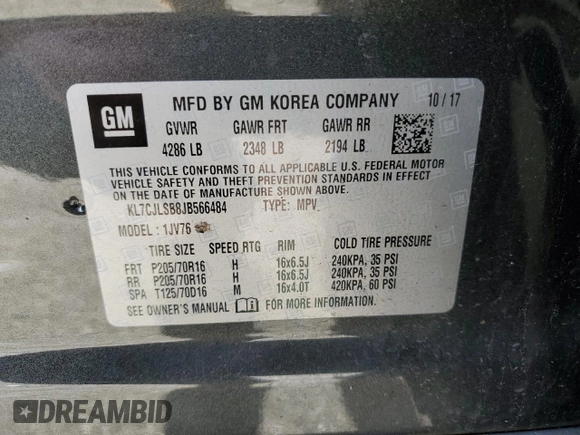 GM MFD BY GM KOREA COMPANY 10/17
GVWR GAWR FRT GAWR RR
4286 LB 2348 LB 2194 LB
THIS VEHICLE CONFORMS TO ALL APPLICABLE U.S. FEDERAL MOTOR
VEHICLE SAFETY AND THEFT PREVENTION STANDARDS IN EFFECT
ON THE DATE OF MANUFACTURE SHOWN ABOVE.
KL7CJLSB8JB566484 TYPE: MPV
MODEL: 1JV76
TIRE SIZE SPEED RTG RIM COLD TIRE PRESSURE
FRT P205/70R16 H 16x6.5J 240KPA, 35 PSI
RR P205/70R16 H 16x6.5J 240KPA, 35 PSI
SPA T125/70D16 M 16x4.0T 420KPA, 60 PSI
SEE OWNER'S MANUAL FOR MORE INFORMATION
DREAMBID